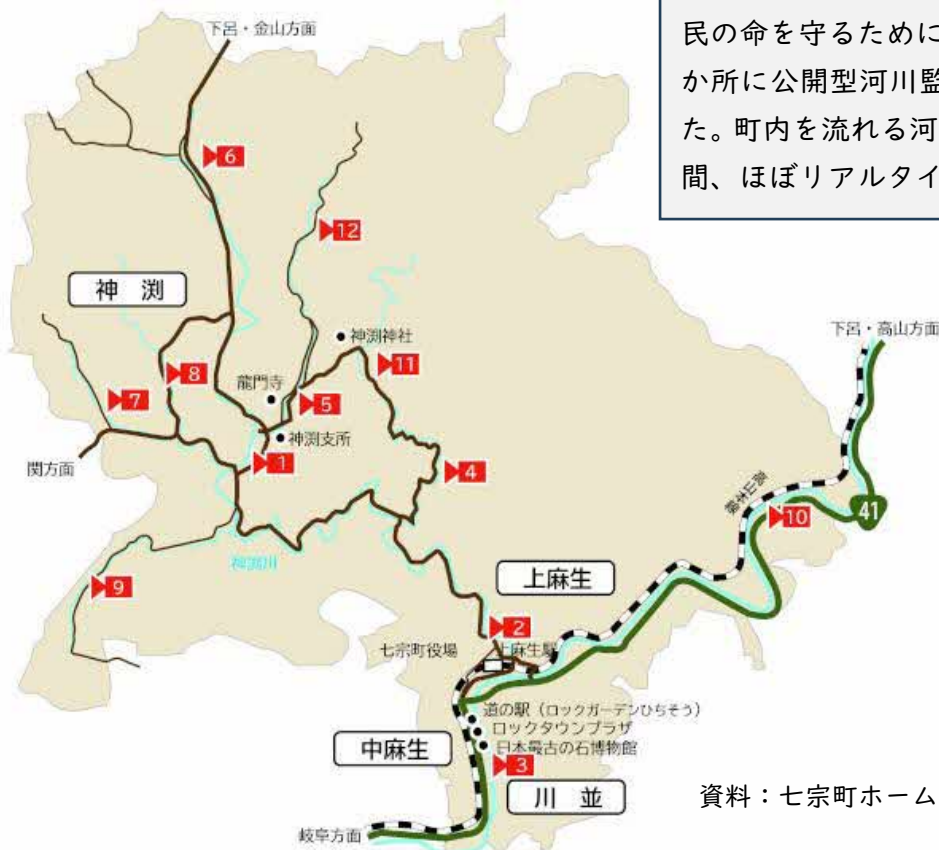 下呂・金山方面
民の命を守るために
か所に公開型河川監
た。町内を流れる河
間、ほぼリアルタイ
6
12
神 渕
下呂・高山方面
神渕神社
11
8
龍門寺
7
5
神渕支所
関方面
1
4
高山本線
10
41
神渕川
9
上麻生
2
七宗町役場
上麻生駅
道の駅（ロックガーデンひちそう）
ロックタウンプラザ
日本最古の石博物館
中麻生
3
川 並
資料：七宗町ホーム
岐阜方面